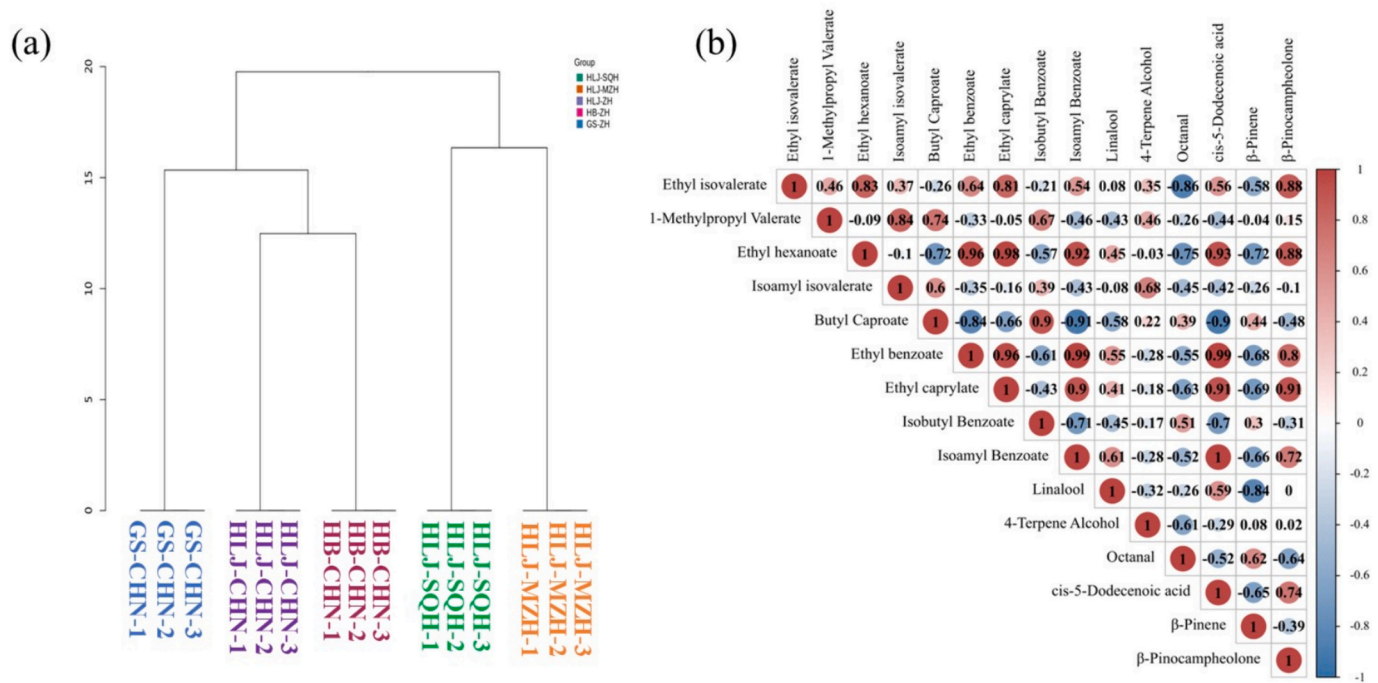 (a)
20
15
10
5
0
Group
HLJ-SQH
HLJ-MZH
HLJ-ZH
HB-ZH
GS-ZH
GS-CHN-1
GS-CHN-2
GS-CHN-3
HLJ-CHN-1
HLJ-CHN-2
HLJ-CHN-3
HB-CHN-1
HB-CHN-2
HB-CHN-3
HLJ-SQH-1
HLJ-SQH-2
HLJ-SQH-3
HLJ-MZH-1
HLJ-MZH-2
HLJ-MZH-3
(b)
Ethyl isovalerate
1-Methylpropyl Valerate
Ethyl hexanoate
Isoamyl isovalerate
Butyl Caproate
Ethyl benzoate
Ethyl caprylate
Isobutyl Benzoate
Isoamyl Benzoate
Linalool
4-Terpene Alcohol
Octanal
cis-5-Dodecenoic acid
β-Pinene
β-Pinocampheolone
Ethyl isovalerate 1 0.46 0.83 0.37 -0.26 0.64 0.81 -0.21 0.54 0.08 0.35 -0.86 0.56 -0.58 0.88
1-Methylpropyl Valerate 1 -0.09 0.84 0.74 -0.33 -0.05 0.67 -0.46 -0.43 0.46 -0.26 -0.44 -0.04 0.15
Ethyl hexanoate 1 -0.1 -0.72 0.96 0.98 -0.57 0.92 0.45 -0.03 -0.75 0.93 -0.72 0.88
Isoamyl isovalerate 1 0.6 -0.35 -0.16 0.39 -0.43 -0.08 0.68 -0.45 -0.42 -0.26 -0.1
Butyl Caproate 1 -0.84 -0.66 0.9 -0.91 -0.58 0.22 0.39 -0.9 0.44 -0.48
Ethyl benzoate 1 0.96 -0.61 0.99 0.55 -0.28 -0.55 0.99 -0.68 0.8
Ethyl caprylate 1 -0.43 0.9 0.41 -0.18 -0.63 0.91 -0.69 0.91
Isobutyl Benzoate 1 -0.71 -0.45 -0.17 0.51 -0.7 0.3 -0.31
Isoamyl Benzoate 1 0.61 -0.28 -0.52 1 -0.66 0.72
Linalool 1 -0.32 -0.26 0.59 -0.84 0
4-Terpene Alcohol 1 -0.61 -0.29 0.08 0.02
Octanal 1 -0.52 0.62 -0.64
cis-5-Dodecenoic acid 1 -0.65 0.74
β-Pinene 1 -0.39
β-Pinocampheolone 1
1
0.8
0.6
0.4
0.2
0
-0.2
-0.4
-0.6
-0.8
-1